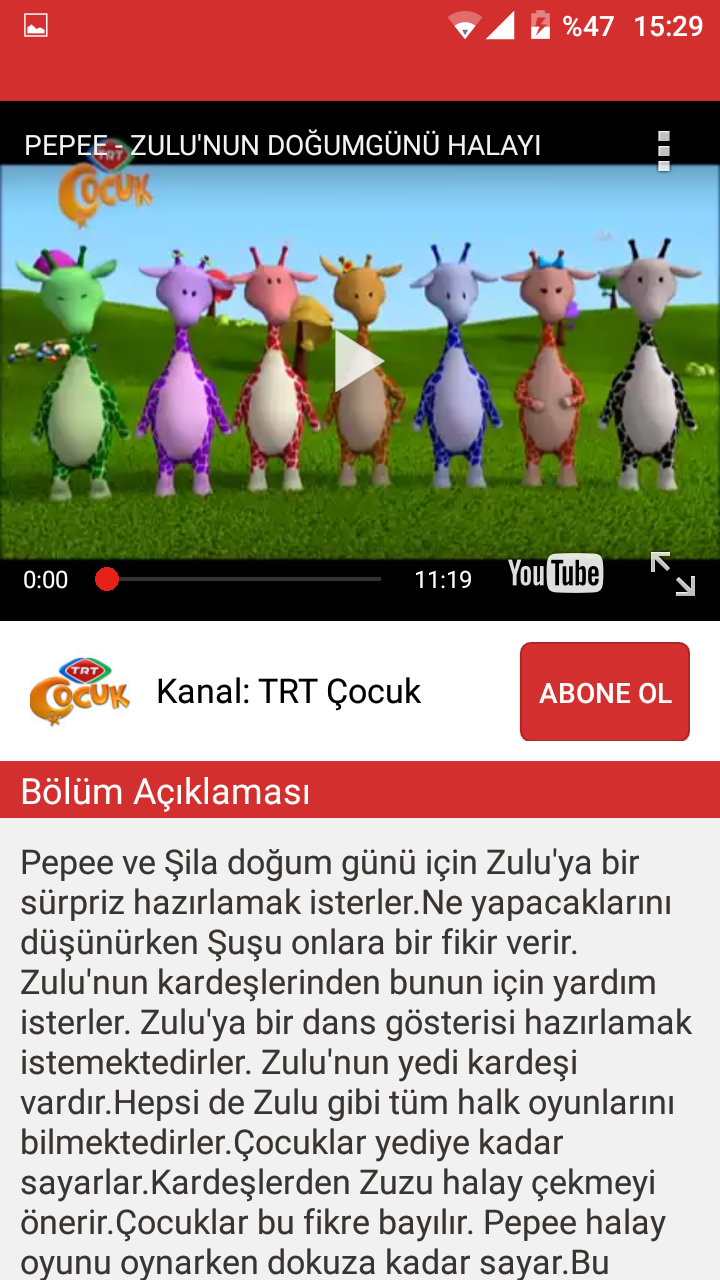 %47 15:29
PEPEE - ZULU'NUN DOĞUMGÜNÜ HALAYI
TRT
ÇOCUK
0:00
11:19
YouTube
TRT
ÇOCUK
Kanal: TRT Çocuk
ABONE OL
Bölüm Açıklaması
Pepee ve Şila doğum günü için Zulu'ya bir
sürpriz hazırlamak isterler.Ne yapacaklarını
düşünürken Şuşu onlara bir fikir verir.
Zulu'nun kardeşlerinden bunun için yardım
isterler. Zulu'ya bir dans gösterisi hazırlamak
istemektedirler. Zulu'nun yedi kardeşi
vardır.Hepsi de Zulu gibi tüm halk oyunlarını
bilmektedirler.Çocuklar yediye kadar
sayarlar.Kardeşlerden Zuzu halay çekmeyi
önerir.Çocuklar bu fikre bayılır. Pepee halay
oyunu oynarken dokuza kadar sayar.Bu